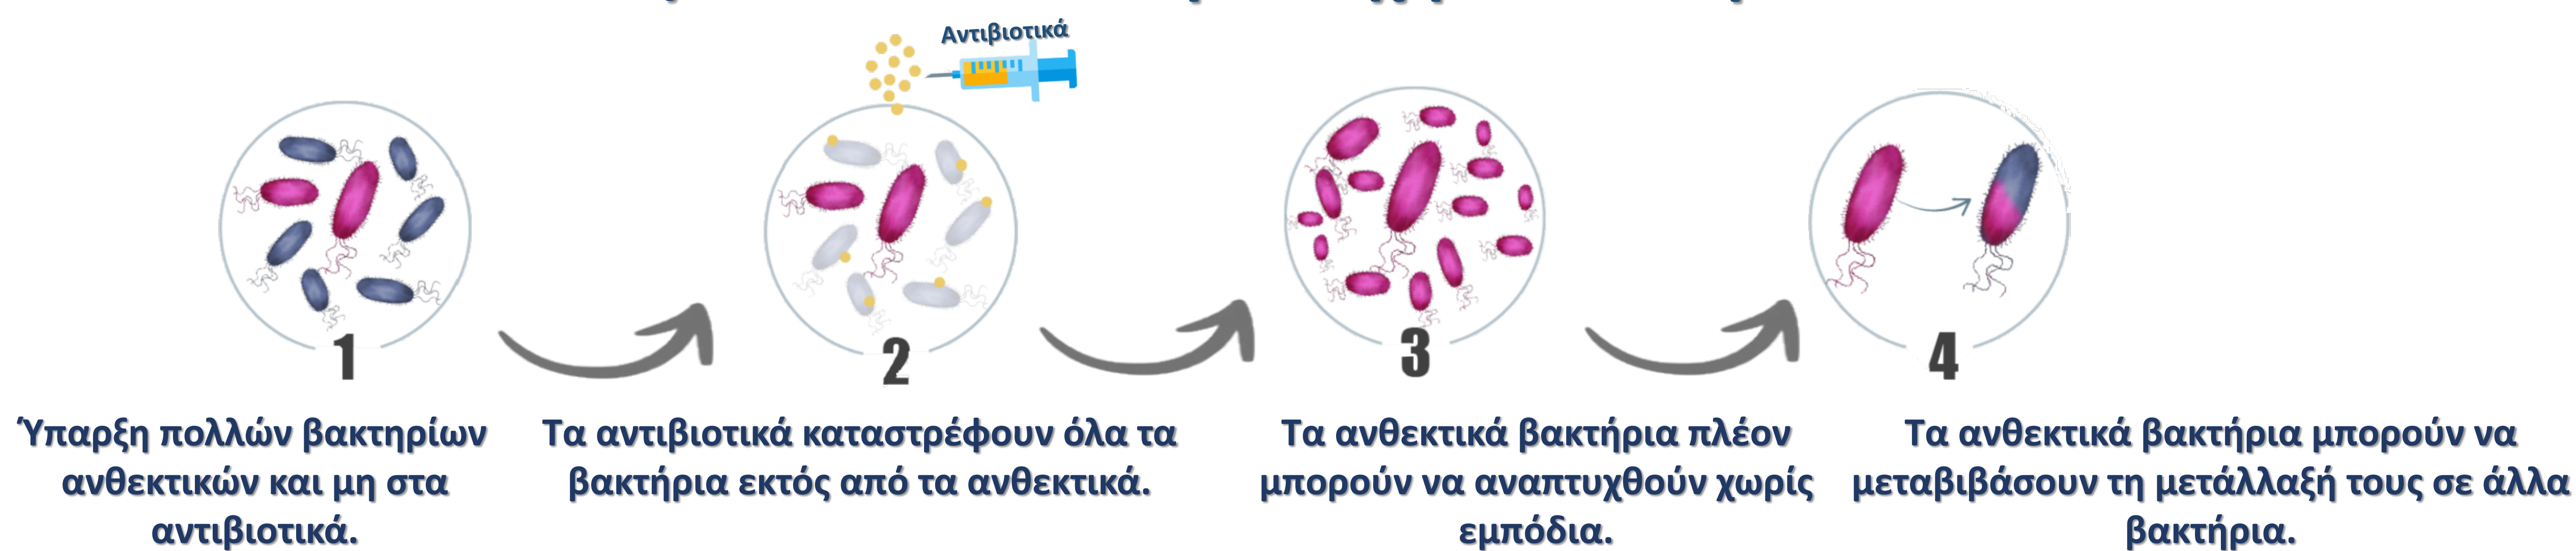 Αντιβιοτικά
1
2
3
4
Ύπαρξη πολλών βακτηρίων
ανθεκτικών και μη στα
αντιβιοτικά.
Τα αντιβιοτικά καταστρέφουν όλα τα
βακτήρια εκτός από τα ανθεκτικά.
Τα ανθεκτικά βακτήρια πλέον
μπορούν να αναπτυχθούν χωρίς
εμπόδια.
Τα ανθεκτικά βακτήρια μπορούν να
μεταβιβάσουν τη μετάλλαξή τους σε άλλα
βακτήρια.